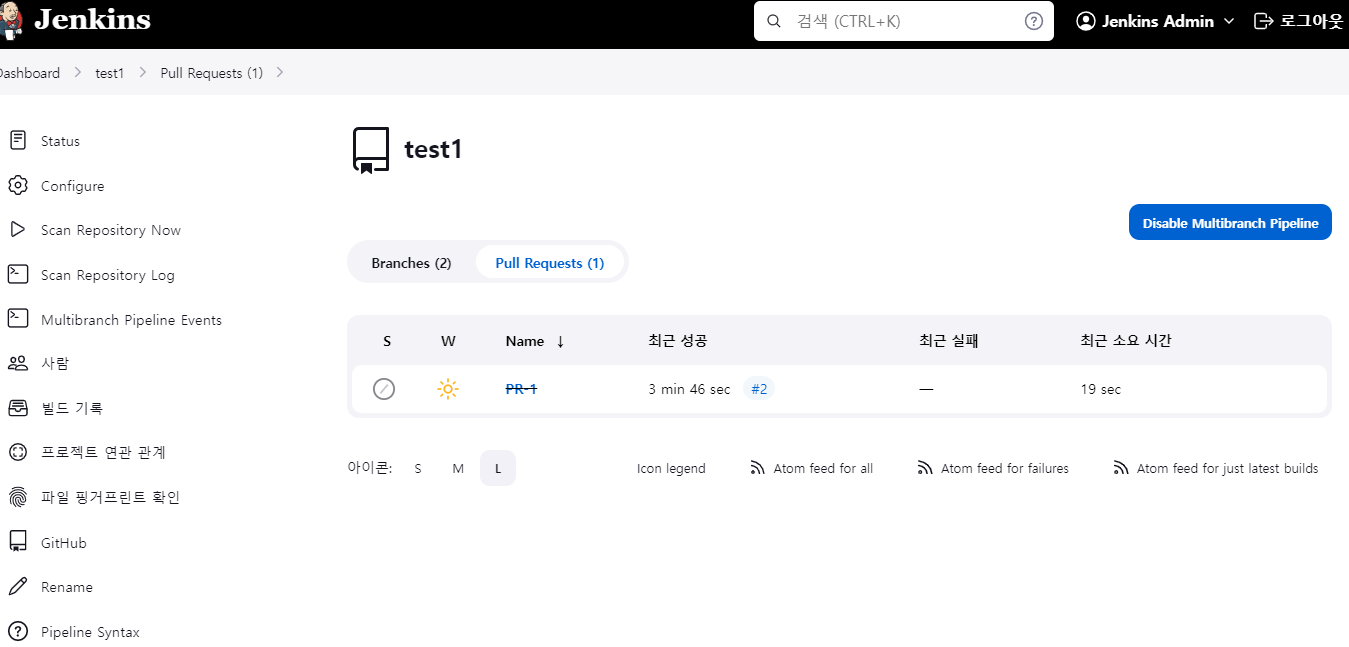 Jenkins
검색 (CTRL+K)
Jenkins Admin
로그아웃
Dashboard
test1
Pull Requests (1)
Status
Configure
Scan Repository Now
Scan Repository Log
Multibranch Pipeline Events
사람
빌드 기록
프로젝트 연관 관계
파일 핑거프린트 확인
GitHub
Rename
Pipeline Syntax
test1
Disable Multibranch Pipeline
Branches (2) Pull Requests (1)
S W Name ↓ 최근 성공 최근 실패 최근 소요 시간
PR-1 3 min 46 sec #2 — 19 sec
아이콘: S M L Icon legend Atom feed for all Atom feed for failures Atom feed for just latest builds